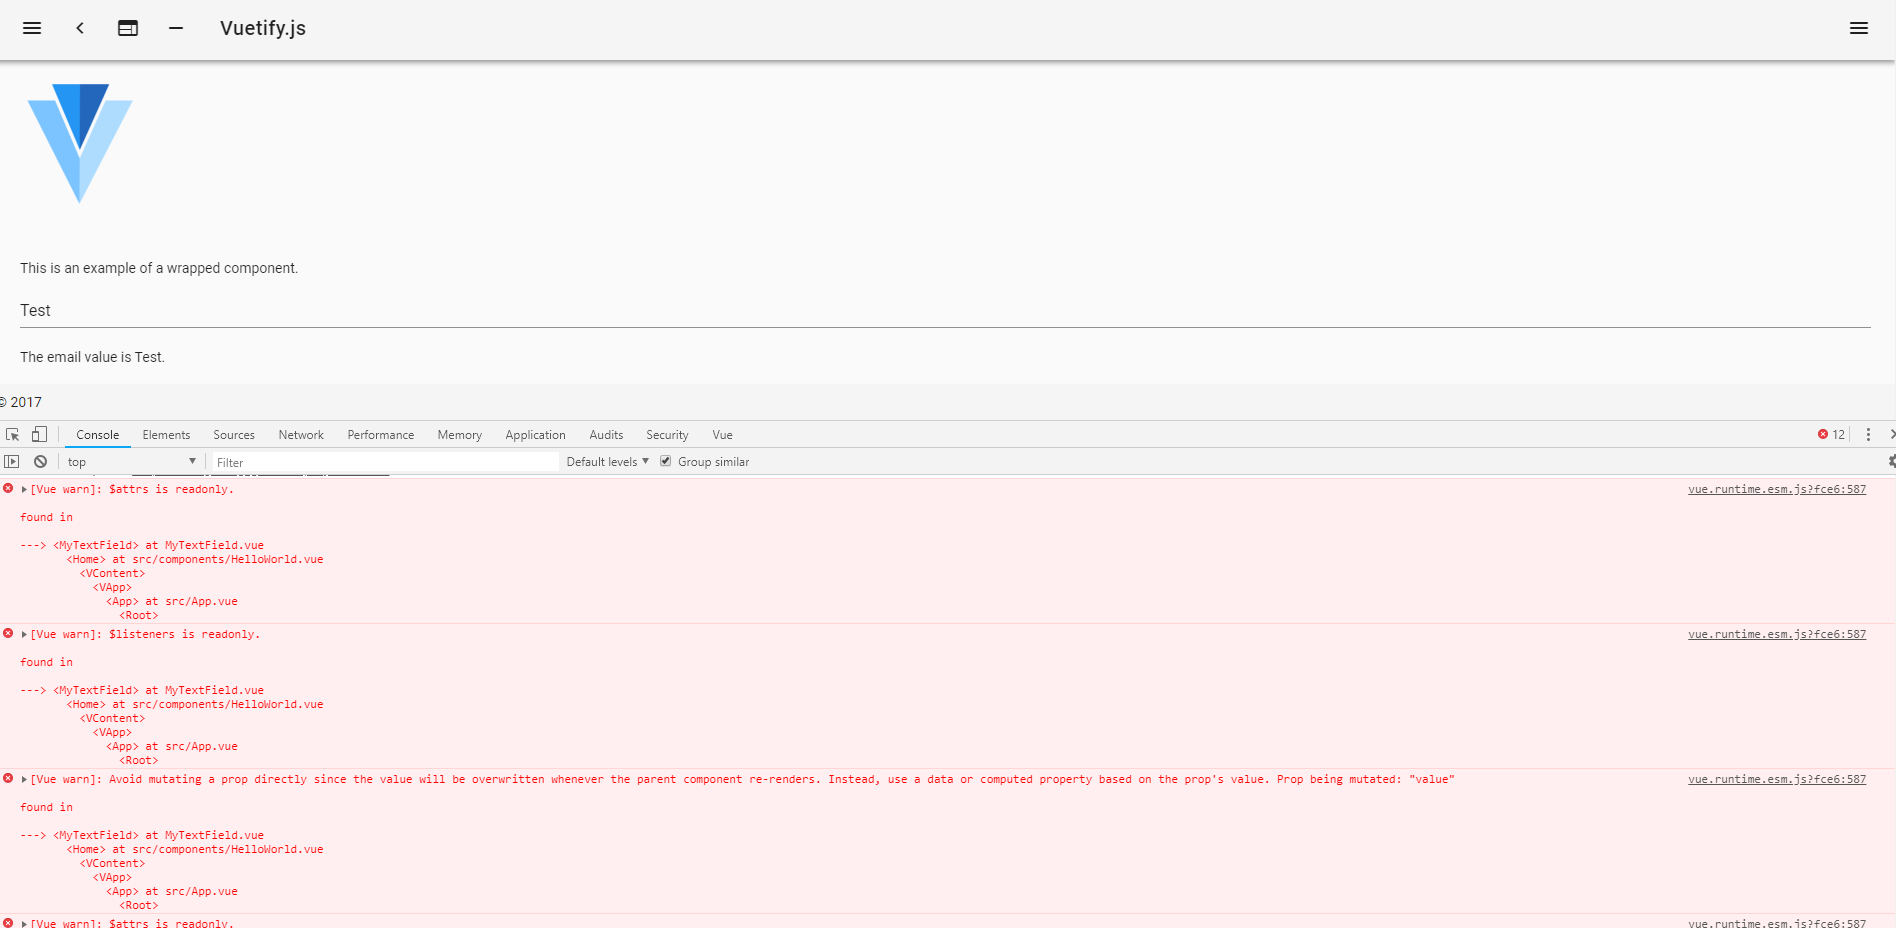 Vuetify.js
This is an example of a wrapped component.
Test
The email value is Test.
© 2017
Console Elements Sources Network Performance Memory Application Audits Security Vue 12
top Filter Default levels Group similar
[Vue warn]: $attrs is readonly. vue.runtime.esm.js?fce6:587
found in
---> <MyTextField> at MyTextField.vue
<Home> at src/components/HelloWorld.vue
<VContent>
<VApp>
<App> at src/App.vue
<Root>
[Vue warn]: $listeners is readonly. vue.runtime.esm.js?fce6:587
found in
---> <MyTextField> at MyTextField.vue
<Home> at src/components/HelloWorld.vue
<VContent>
<VApp>
<App> at src/App.vue
<Root>
[Vue warn]: Avoid mutating a prop directly since the value will be overwritten whenever the parent component re-renders. Instead, use a data or computed property based on the prop's value. Prop being mutated: "value" vue.runtime.esm.js?fce6:587
found in
---> <MyTextField> at MyTextField.vue
<Home> at src/components/HelloWorld.vue
<VContent>
<VApp>
<App> at src/App.vue
<Root>
[Vue warn]: $attrs is readonly. vue.runtime.esm.js?fce6:587